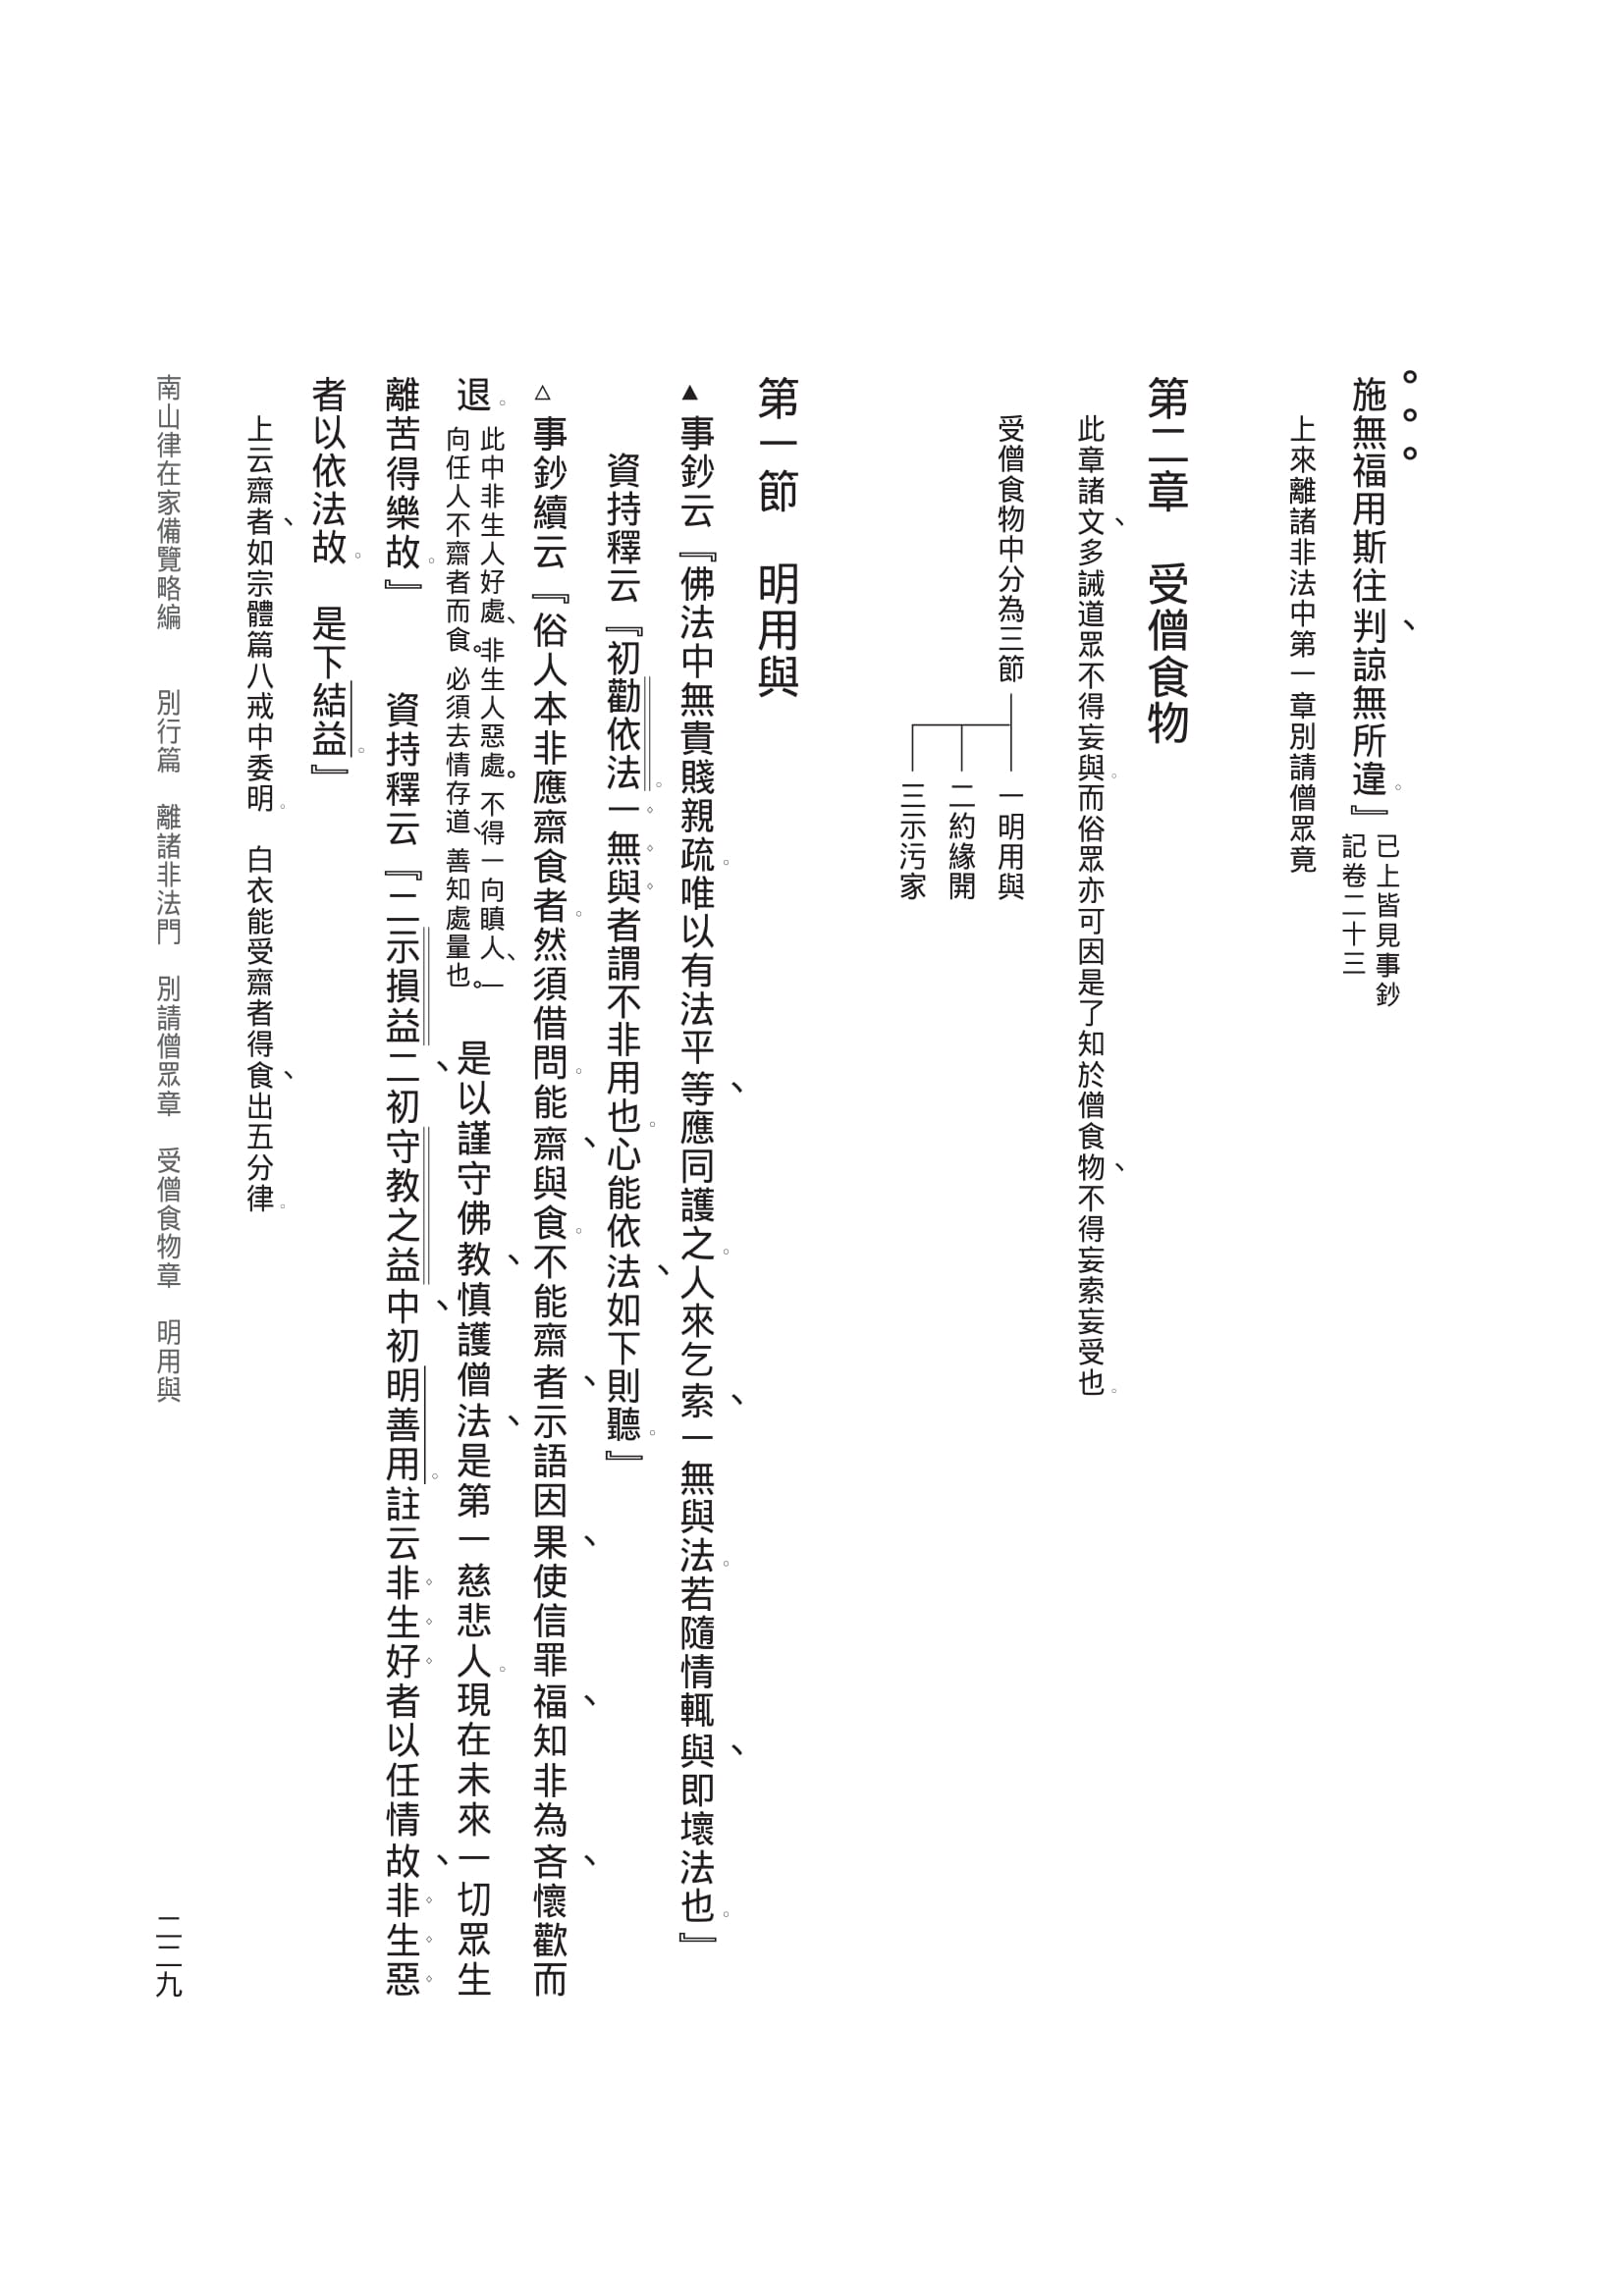 施無福用斯往判、諒無所違。』已上皆見事鈔記卷二十三
上來離諸非法中第一章別請僧眾竟
第二章　受僧食物
此章諸文、多誡道眾不得妄與。而俗眾亦可因是了知於僧食物、不得妄索妄受也。
受僧食物中分為三節
一明用與
二約緣開
三示污家
第一節　明用與
▲事鈔云『佛法中無貴賤親疏。唯以有法平等、應同護之。人來乞索、一無與法。若隨情輒與、即壞法也。』
資持釋云『初勸依法。一無與者謂不非用也。心能依法、如下則聽。』
△事鈔續云『俗人本非應齋食者。然須借問。能齋、與食。不能齋者、示語因果、使信罪福、知非為吝、懷歡而
退。此中非生人好處、非生人惡處。不得一向瞋人、一向任人不齋者而食。必須去情存道、善知處量也。　是以謹守佛教、慎護僧法、是第一慈悲人。現在未來一切眾生
離苦得樂故。』　資持釋云『二示損益二、初守教之益中、初明善用。註云非生好者以任情故、非生惡
者以依法故。　是下結益。』
上云齋者、如宗體篇八戒中委明。　白衣能受齋者得食、出五分律。
南山律在家備覽略編　別行篇　離諸非法門　別請僧眾章　受僧食物章　明用與
二二九